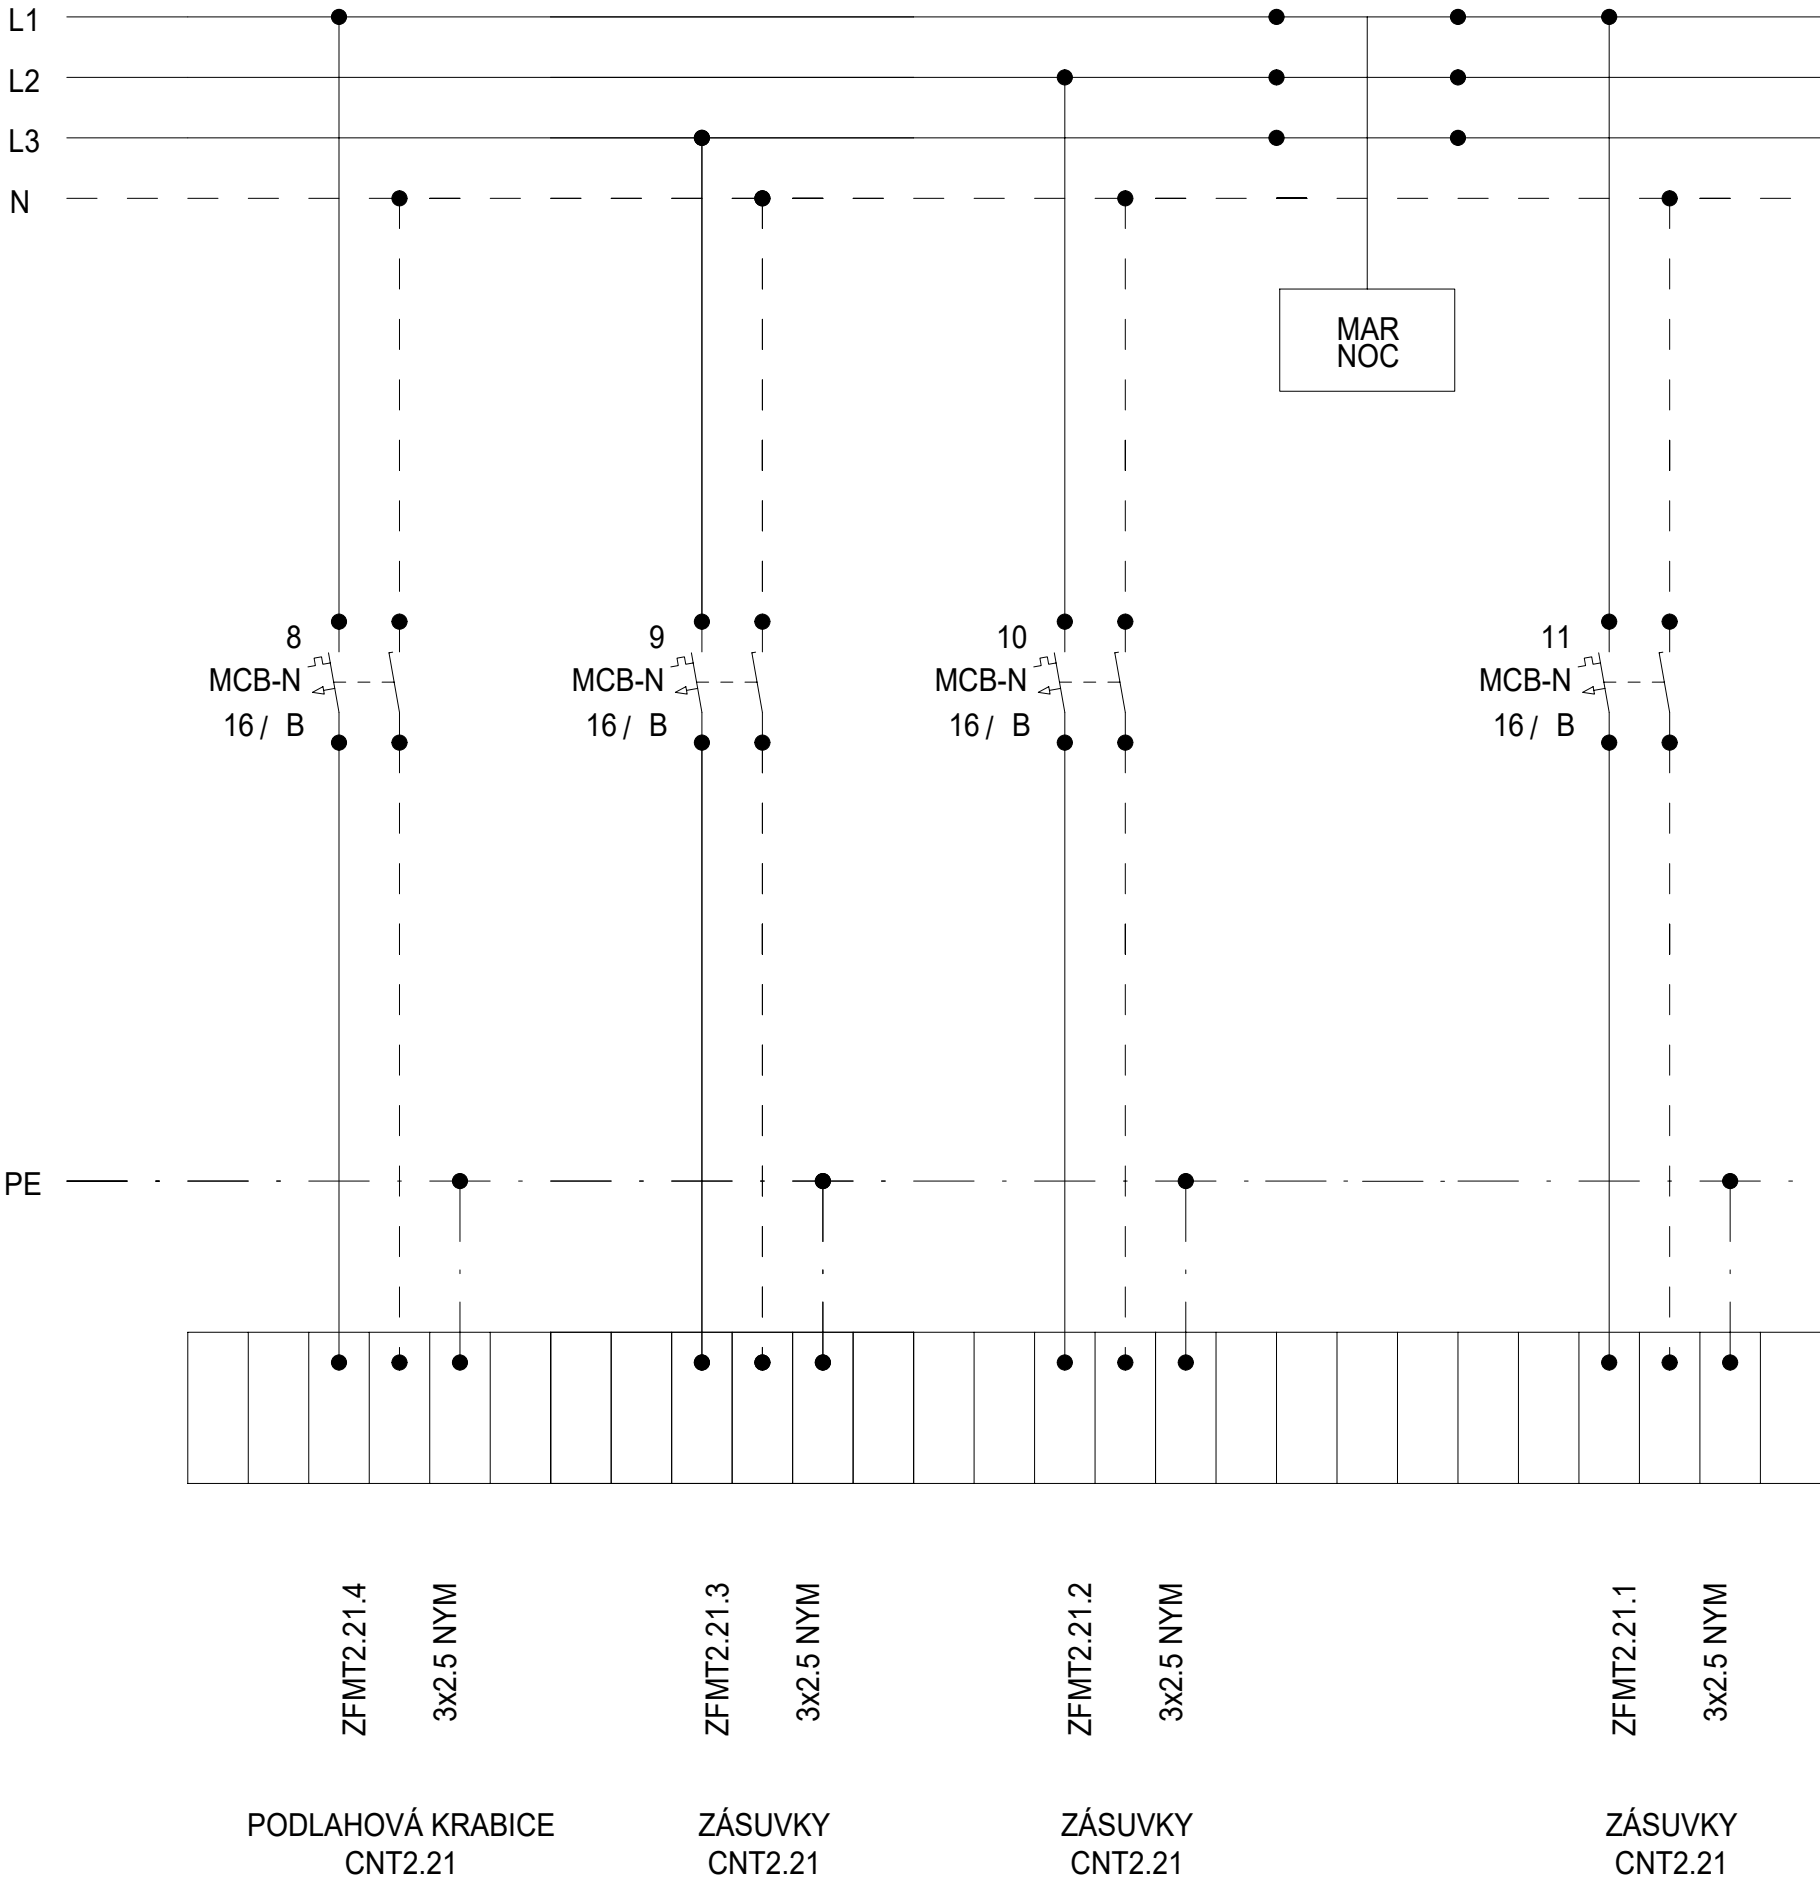 L1
L2
L3
N
MAR
NOC
8
MCB-N
16 / B
9
MCB-N
16 / B
10
MCB-N
16 / B
11
MCB-N
16 / B
PE
ZFMT2.21.4
3x2.5 NYM
ZFMT2.21.3
3x2.5 NYM
ZFMT2.21.2
3x2.5 NYM
ZFMT2.21.1
3x2.5 NYM
PODLAHOVÁ KRABICE
CNT2.21
ZÁSUVKY
CNT2.21
ZÁSUVKY
CNT2.21
ZÁSUVKY
CNT2.21